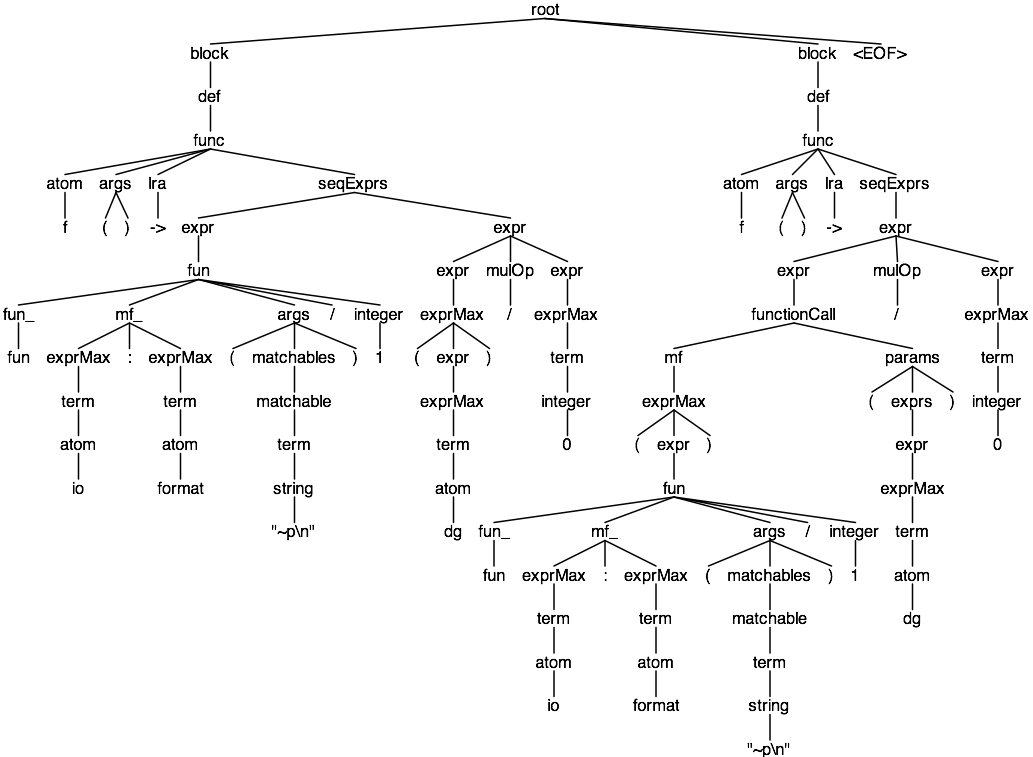 root
block block <EOF>
def def
func func
atom args lra seqExprs atom args lra seqExprs
f ( ) -> expr expr f ( ) -> expr
fun expr mulOp expr expr mulOp expr
fun_ mf_ args / integer exprMax / exprMax functionCall / exprMax
fun exprMax : exprMax ( matchables ) 1 ( expr ) term mf params term
term term matchable exprMax integer exprMax ( exprs ) integer
atom atom term term 0 ( expr ) expr 0
io format string atom fun exprMax
"~p\n" dg fun_ mf_ args / integer term
fun exprMax : exprMax ( matchables ) 1 atom
term term matchable dg
atom atom term
io format string
"~p\n"